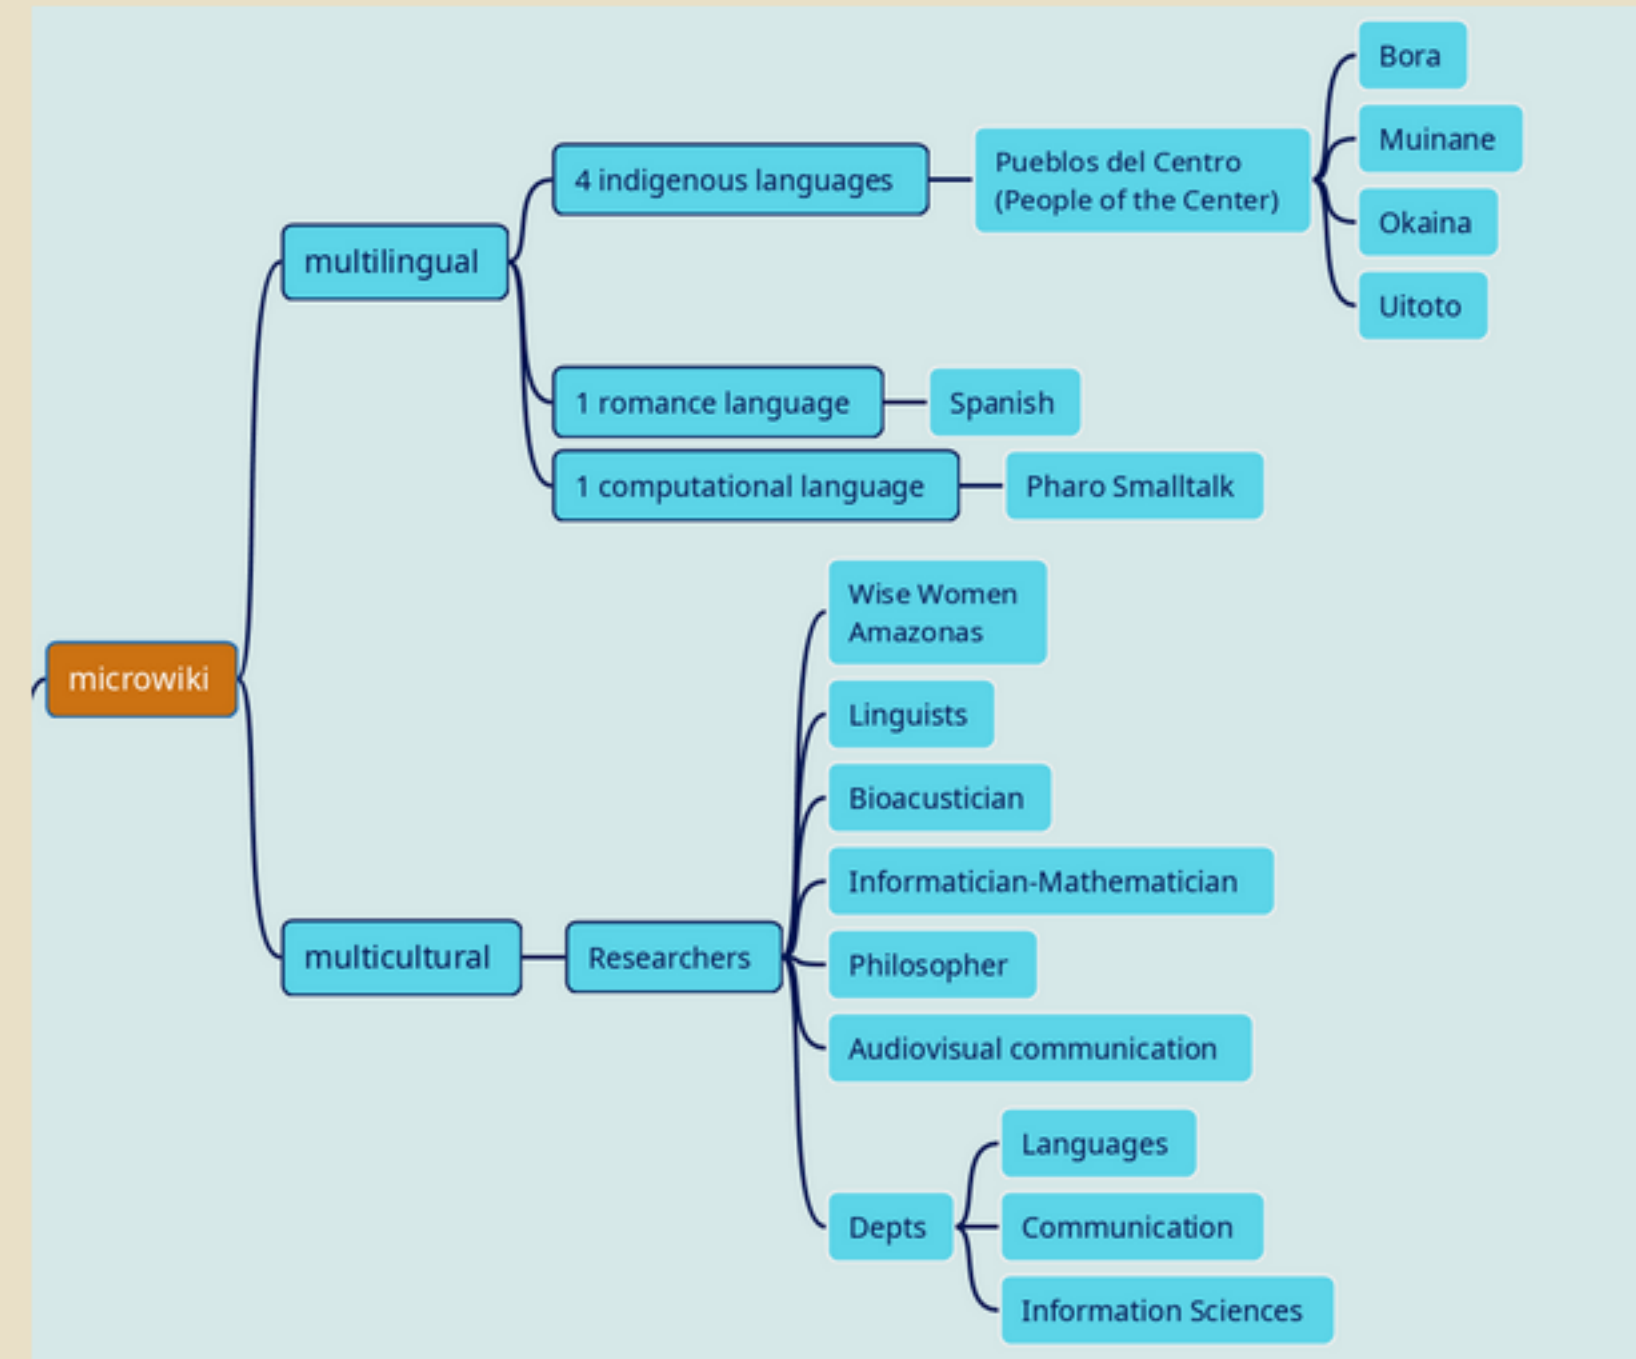 microwiki
multilingual
4 indigenous languages
Pueblos del Centro
(People of the Center)
Bora
Muinane
Okaina
Uitoto
1 romance language
Spanish
1 computational language
Pharo Smalltalk
multicultural
Researchers
Wise Women
Amazonas
Linguists
Bioacustician
Informatician-Mathematician
Philosopher
Audiovisual communication
Depts
Languages
Communication
Information Sciences